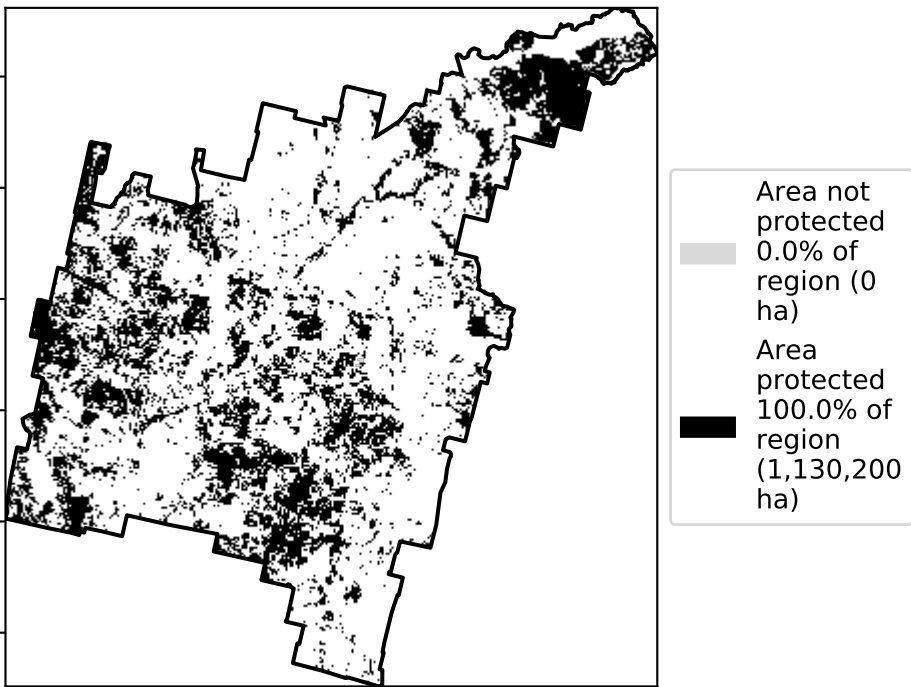 Area not
protected
0.0% of
region (0
ha)
Area
protected
100.0% of
region
(1,130,200
ha)